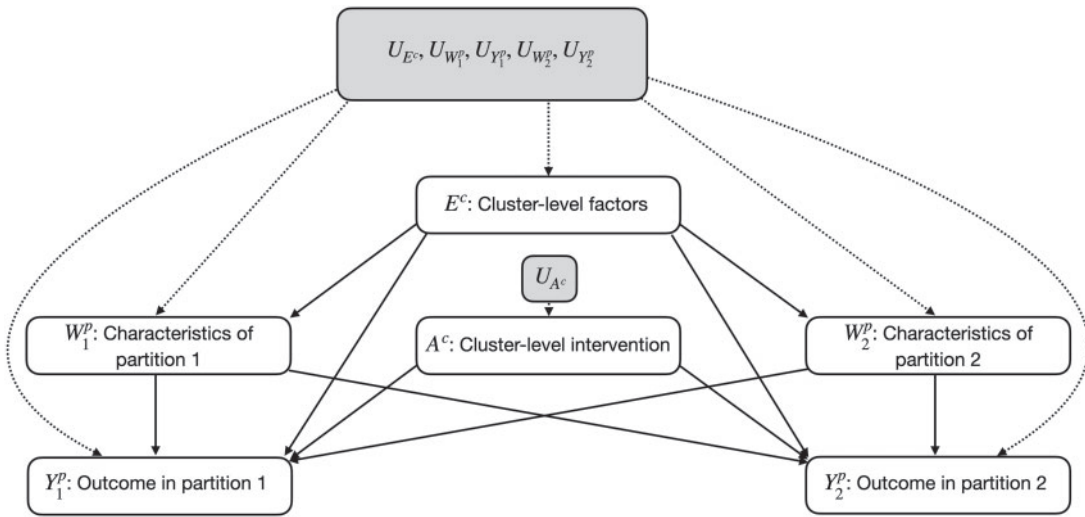 U_{E^c}, U_{W_1^p}, U_{Y_1^p}, U_{W_2^p}, U_{Y_2^p}
E^c: Cluster-level factors
U_{A^c}
W_1^p: Characteristics of
partition 1
A^c: Cluster-level intervention
W_2^p: Characteristics of
partition 2
Y_1^p: Outcome in partition 1
Y_2^p: Outcome in partition 2